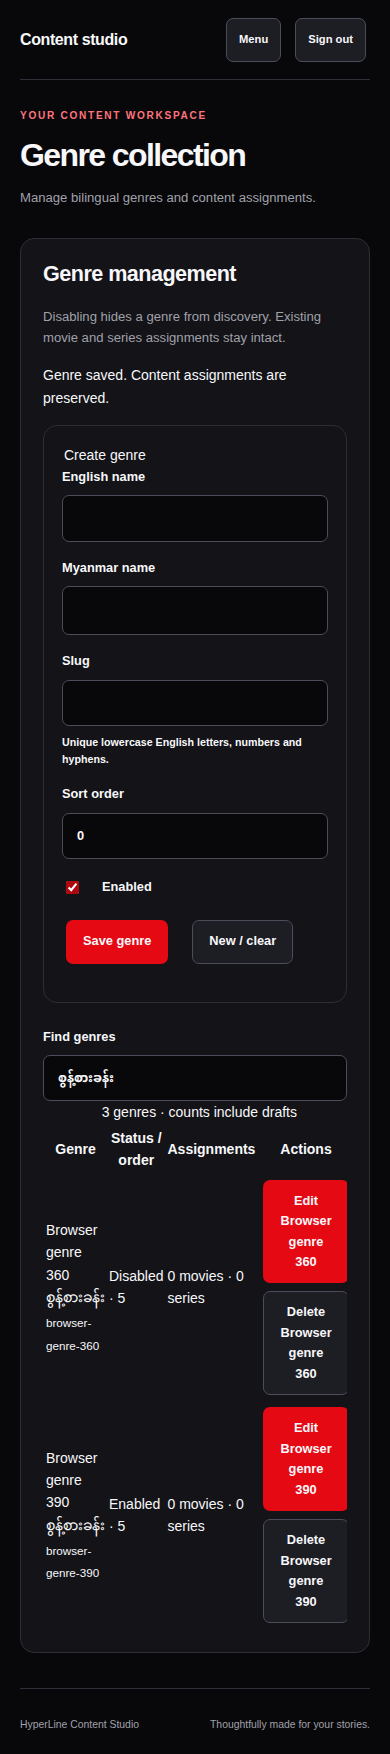 Content studio
Menu
Sign out
YOUR CONTENT WORKSPACE
Genre collection
Manage bilingual genres and content assignments.
Genre management
Disabling hides a genre from discovery. Existing
movie and series assignments stay intact.
Genre saved. Content assignments are
preserved.
Create genre
English name
Myanmar name
Slug
Unique lowercase English letters, numbers and
hyphens.
Sort order
0
Enabled
Save genre
New / clear
Find genres
စွန့်စားခန်း
3 genres · counts include drafts
Genre
Status /
order
Assignments
Actions
Browser
genre
360
စွန့်စားခန်း
browser-
genre-360
Disabled
· 5
0 movies · 0
series
Edit
Browser
genre
360
Delete
Browser
genre
360
Browser
genre
390
စွန့်စားခန်း
browser-
genre-390
Enabled
· 5
0 movies · 0
series
Edit
Browser
genre
390
Delete
Browser
genre
390
HyperLine Content Studio
Thoughtfully made for your stories.